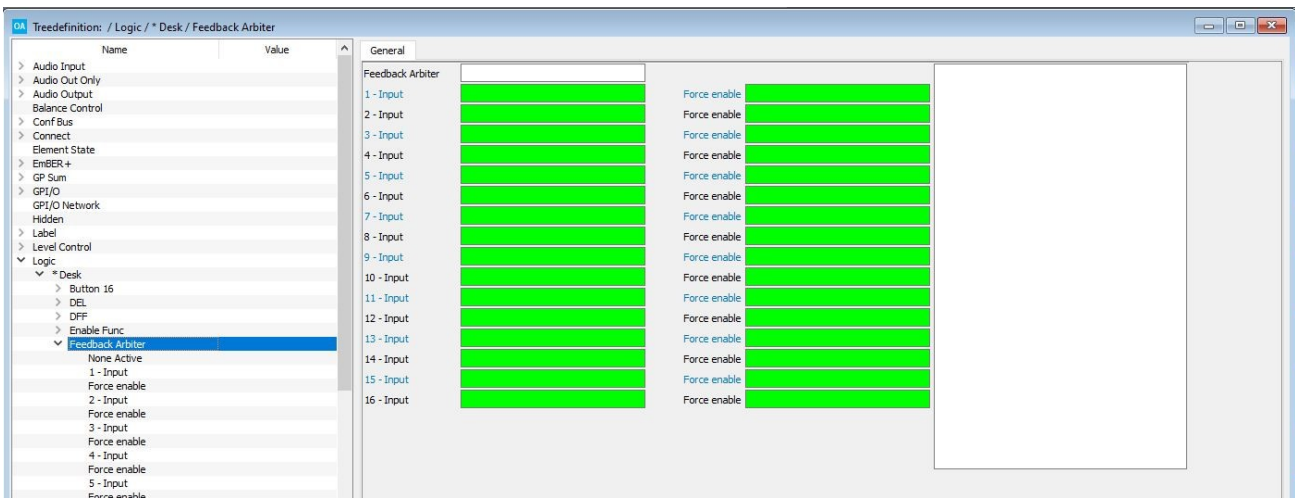 OA Treedefinition: / Logic / * Desk / Feedback Arbiter
Name Value
Audio Input
Audio Out Only
Audio Output
Balance Control
Conf Bus
Connect
Element State
EmBER+
GP Sum
GPI/O
GPI/O Network
Hidden
Label
Level Control
Logic
* Desk
Button 16
DEL
DFF
Enable Func
Feedback Arbiter
None Active
1 - Input
Force enable
2 - Input
Force enable
3 - Input
Force enable
4 - Input
Force enable
5 - Input
Force enable
General
Feedback Arbiter
1 - Input Force enable
2 - Input Force enable
3 - Input Force enable
4 - Input Force enable
5 - Input Force enable
6 - Input Force enable
7 - Input Force enable
8 - Input Force enable
9 - Input Force enable
10 - Input Force enable
11 - Input Force enable
12 - Input Force enable
13 - Input Force enable
14 - Input Force enable
15 - Input Force enable
16 - Input Force enable